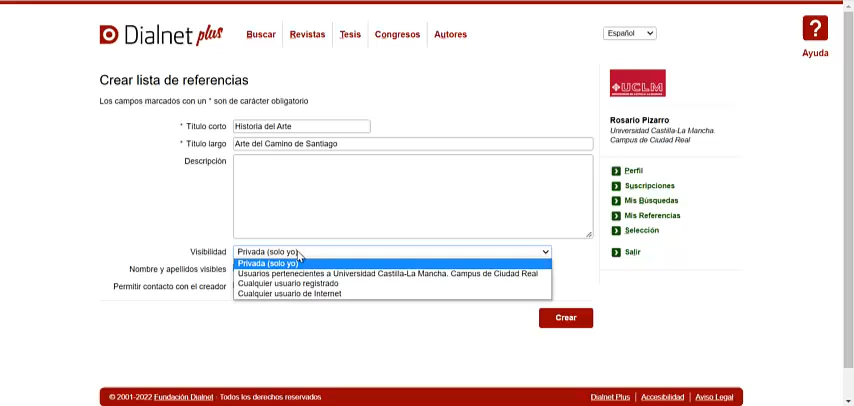 Dialnet plus
Buscar Revistas Tesis Congresos Autores
Español
?
Ayuda
Crear lista de referencias
Los campos marcados con un * son de carácter obligatorio
* Título corto Historia del Arte
* Título largo Arte del Camino de Santiago
Descripción
Visibilidad Privada (solo yo)
Privada (solo yo)
Nombre y apellidos visibles
Usuarios pertenecientes a Universidad Castilla-La Mancha. Campus de Ciudad Real
Cualquier usuario registrado
Permitir contacto con el creador
Cualquier usuario de Internet
Crear
UCLM
Rosario Pizarro
Universidad Castilla-La Mancha.
Campus de Ciudad Real
Perfil
Suscripciones
Mis Búsquedas
Mis Referencias
Selección
Salir
© 2001-2022 Fundación Dialnet · Todos los derechos reservados
Dialnet Plus | Accesibilidad | Aviso Legal